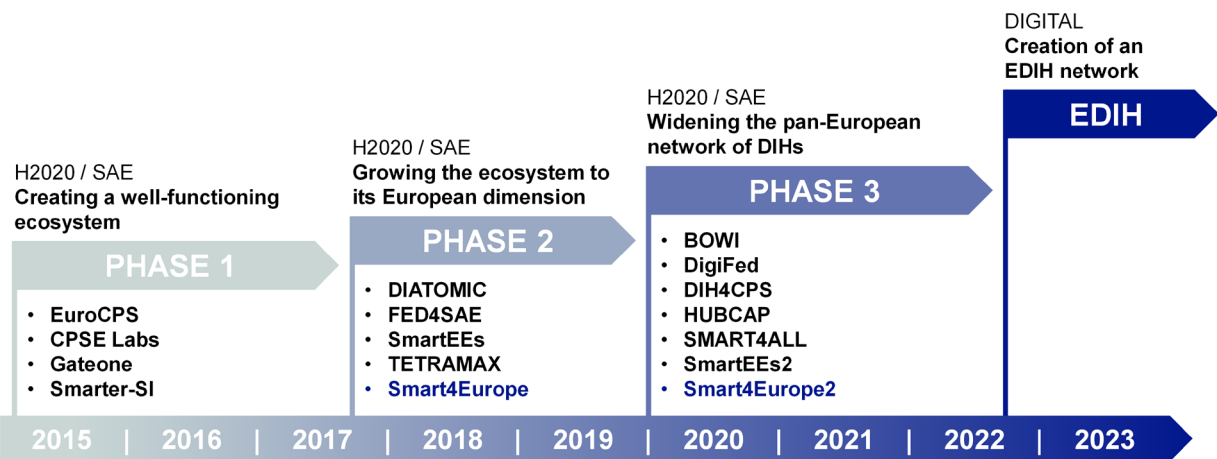 H2020 / SAE
Creating a well-functioning
ecosystem
PHASE 1
• EuroCPS
• CPSE Labs
• Gateone
• Smarter-SI
H2020 / SAE
Growing the ecosystem to
its European dimension
PHASE 2
• DIATOMIC
• FED4SAE
• SmartEEs
• TETRAMAX
• Smart4Europe
H2020 / SAE
Widening the pan-European
network of DIHs
PHASE 3
• BOWI
• DigiFed
• DIH4CPS
• HUBCAP
• SMART4ALL
• SmartEEs2
• Smart4Europe2
DIGITAL
Creation of an
EDIH network
EDIH
2015 | 2016 | 2017 | 2018 | 2019 | 2020 | 2021 | 2022 | 2023